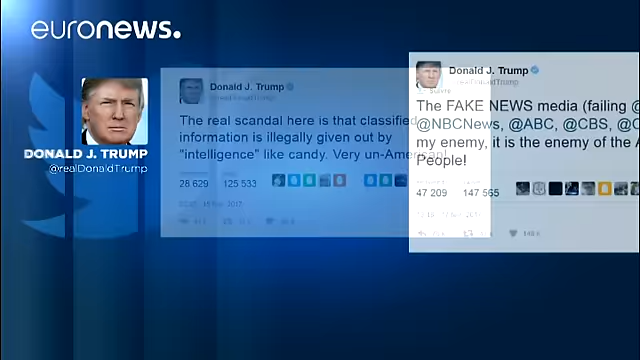 euronews.
DONALD J. TRUMP
@realDonaldTrump
Donald J. Trump
@realDonaldTrump
The real scandal here is that classified
information is illegally given out by
"intelligence" like candy. Very un-American!
28 629 125 533
Donald J. Trump
@realDonaldTrump
The FAKE NEWS media (failing @
@NBCNews, @ABC, @CBS, @C
my enemy, it is the enemy of the A
People!
47 209 147 565